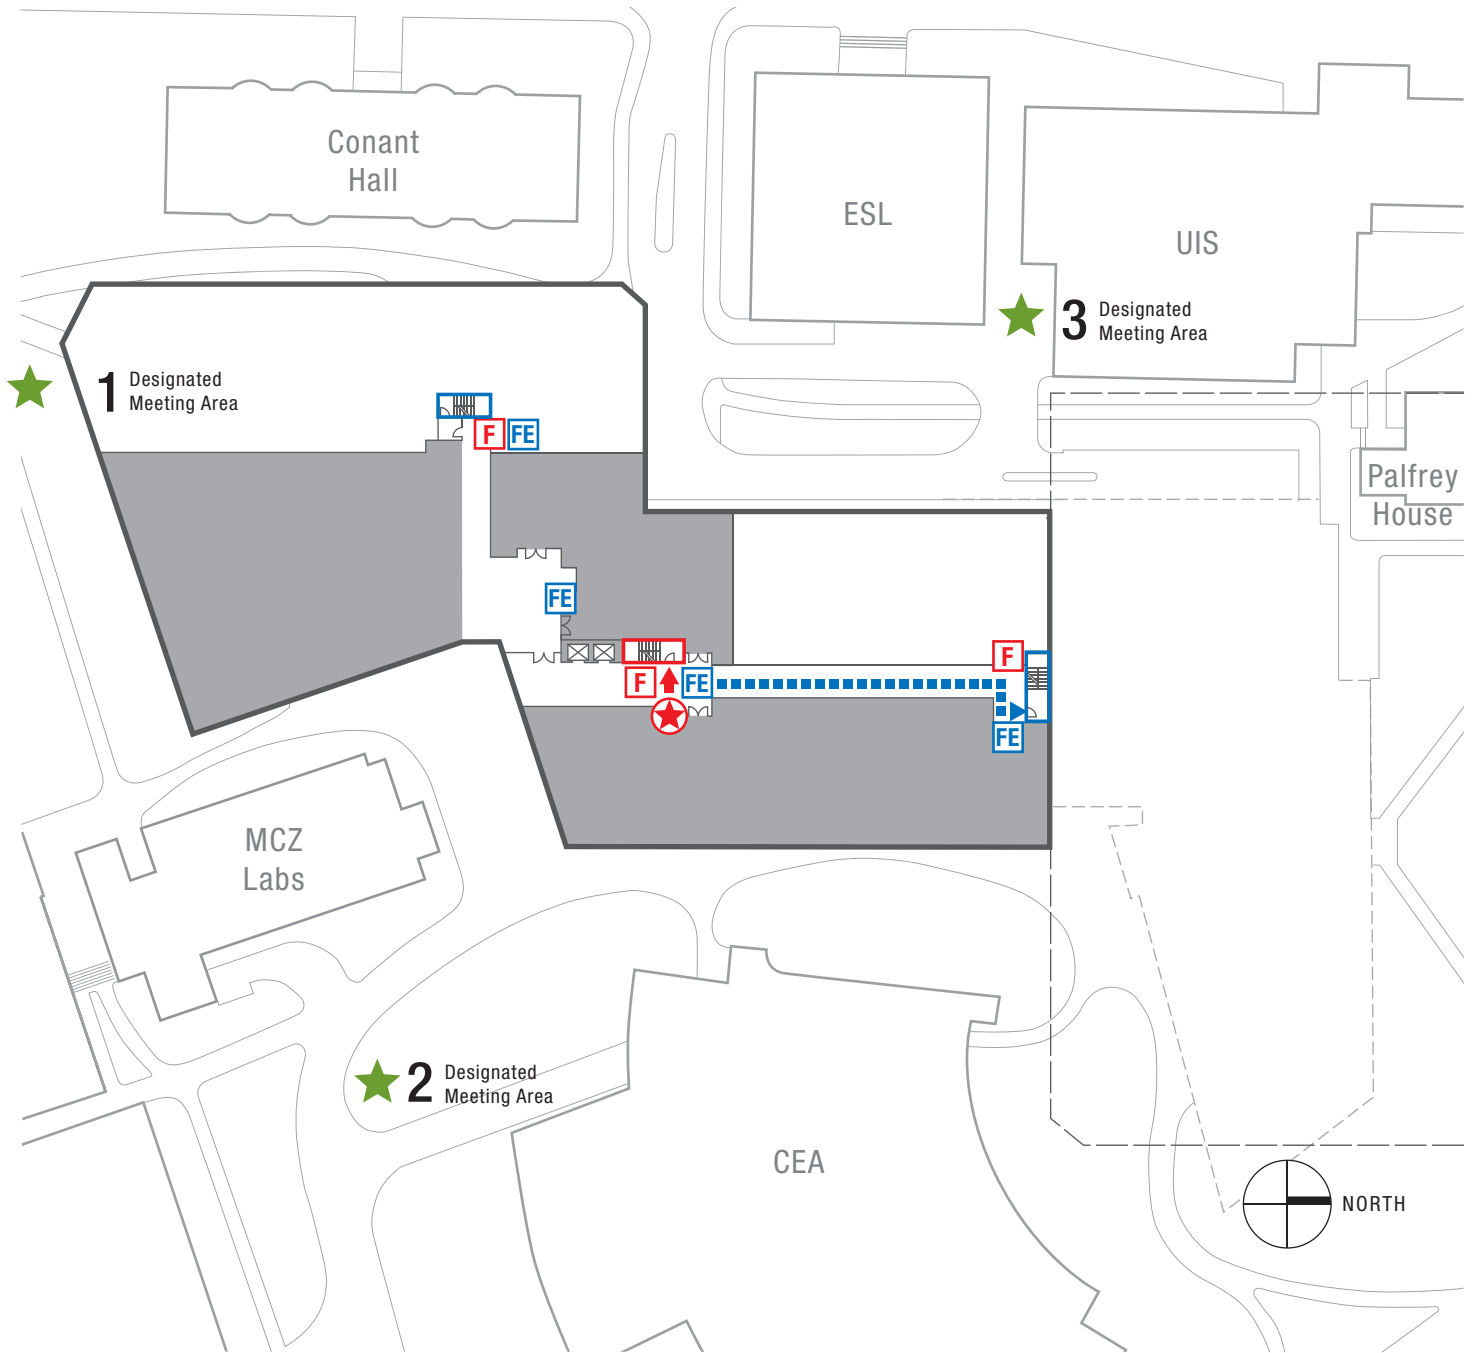 Conant
Hall
ESL
UIS
3
Designated
Meeting Area
1
Designated
Meeting Area
F
FE
Palfrey
House
FE
F
F
FE
FE
MCZ
Labs
2
Designated
Meeting Area
CEA
NORTH